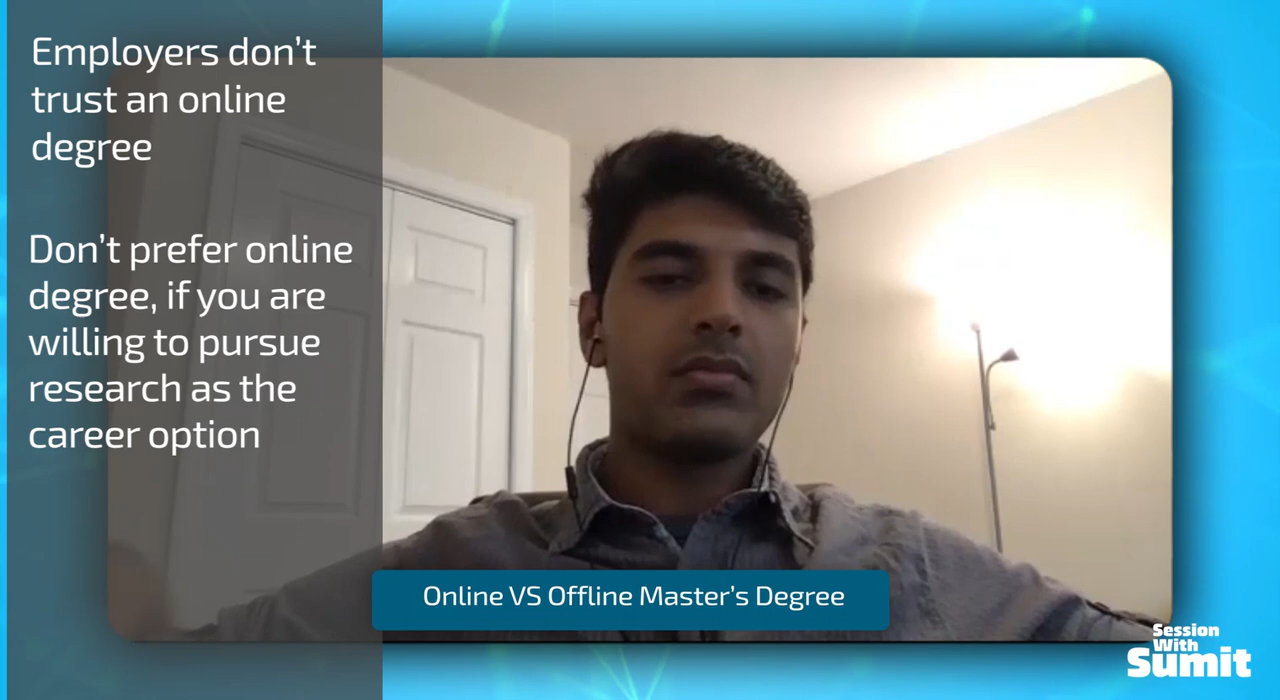 Employers don’t
trust an online
degree
Don’t prefer online
degree, if you are
willing to pursue
research as the
career option
Online VS Offline Master’s Degree
Session
With
Sumit